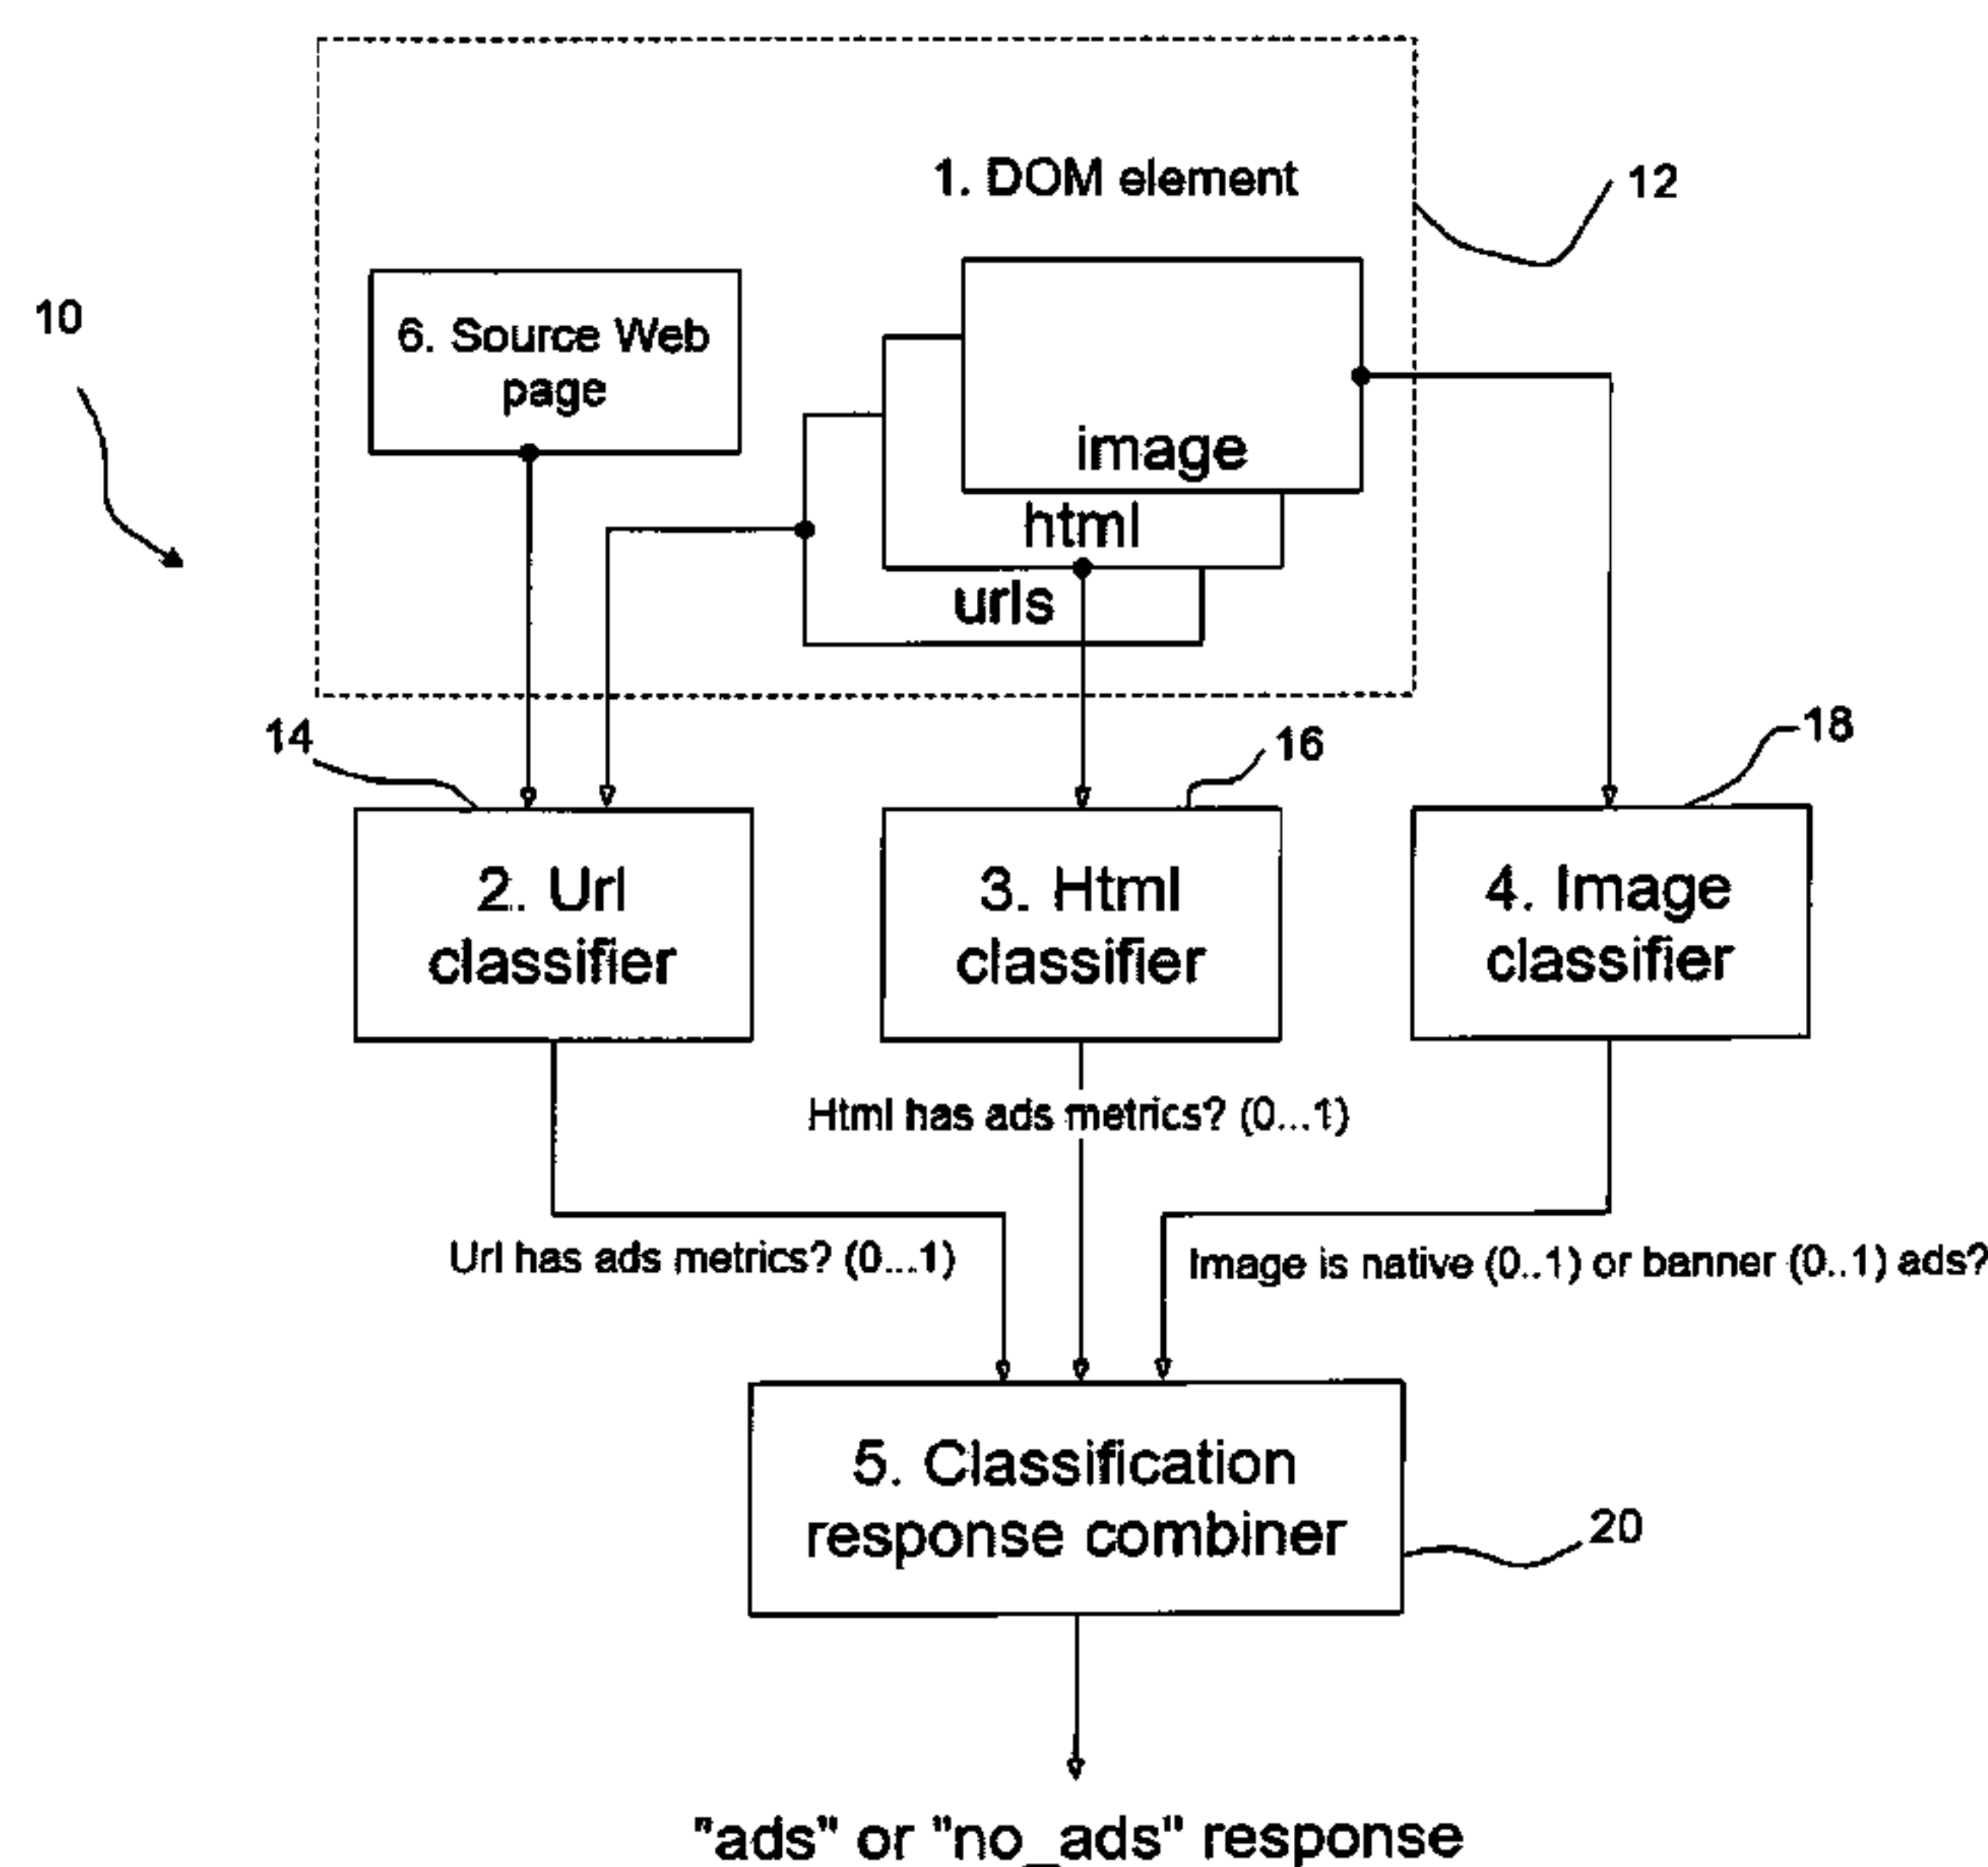 1. DOM element
12
10
6. Source Web
page
image
html
urls
14
16
18
2. Url
classifier
3. Html
classifier
4. Image
classifier
Html has ads metrics? (0...1)
Url has ads metrics? (0...1)
Image is native (0..1) or banner (0..1) ads?
5. Classification
response combiner
20
"ads" or "no_ads" response